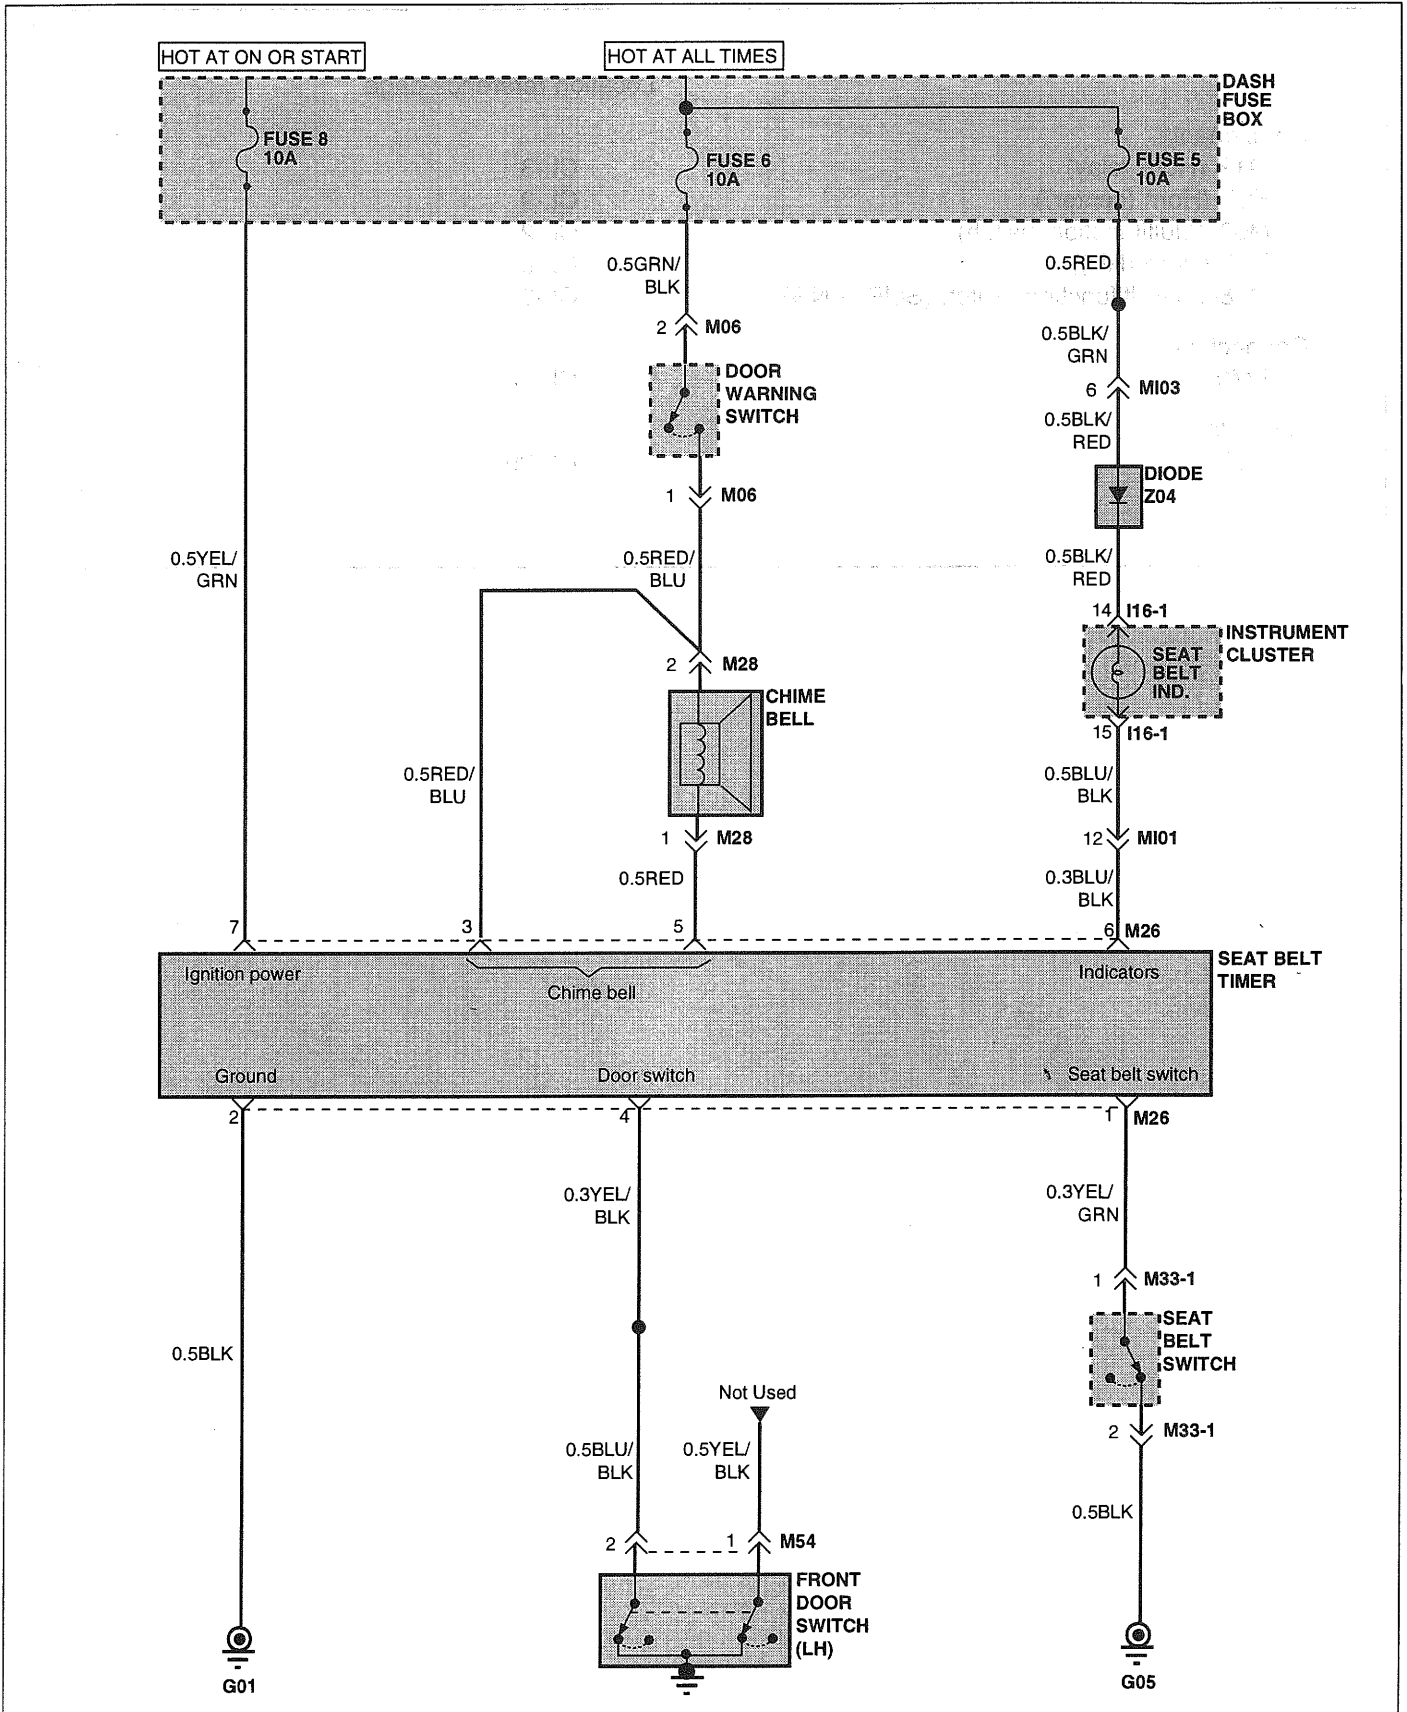 HOT AT ON OR START
HOT AT ALL TIMES
DASH
FUSE
BOX
FUSE 8
10A
FUSE 6
10A
FUSE 5
10A
0.5GRN/
BLK
0.5RED
2
M06
0.5BLK/
GRN
DOOR
WARNING
SWITCH
6
MI03
0.5BLK/
RED
DIODE
Z04
1
M06
0.5YEL/
GRN
0.5RED/
BLU
0.5BLK/
RED
14
I16-1
INSTRUMENT
CLUSTER
SEAT
BELT
IND.
2
M28
CHIME
BELL
15
I16-1
0.5RED/
BLU
0.5BLU/
BLK
1
M28
12
MI01
0.5RED
0.3BLU/
BLK
7
3
5
6
M26
SEAT BELT
TIMER
Ignition power
Chime bell
Indicators
Ground
Door switch
Seat belt switch
2
4
1
M26
0.3YEL/
BLK
0.3YEL/
GRN
1
M33-1
SEAT
BELT
SWITCH
0.5BLK
Not Used
2
M33-1
0.5BLU/
BLK
0.5YEL/
BLK
0.5BLK
2
1
M54
FRONT
DOOR
SWITCH
(LH)
G01
G05